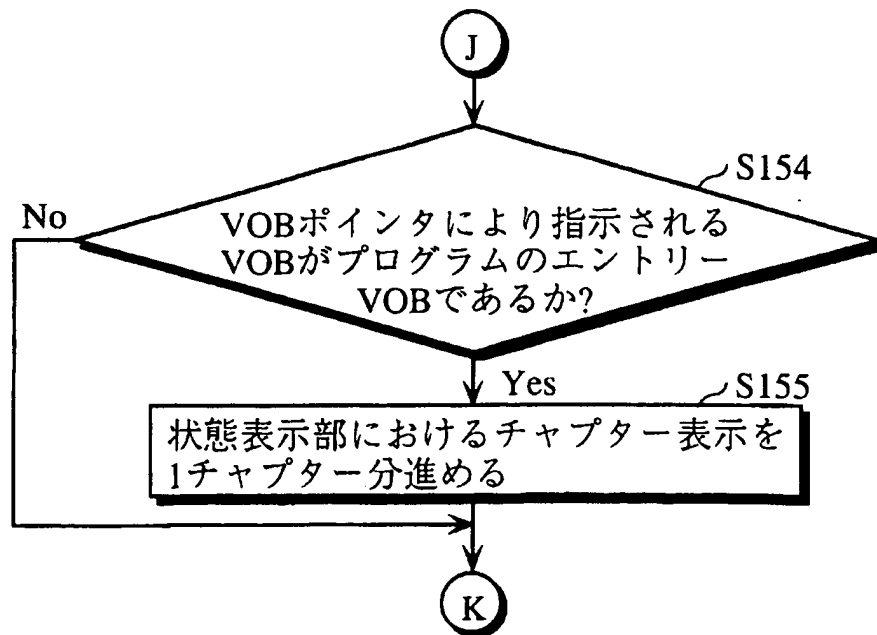 J
S154
No
VOBポインタにより指示される
VOBがプログラムのエントリー
VOBであるか?
Yes
S155
状態表示部におけるチャプター表示を
1チャプター分進める
K